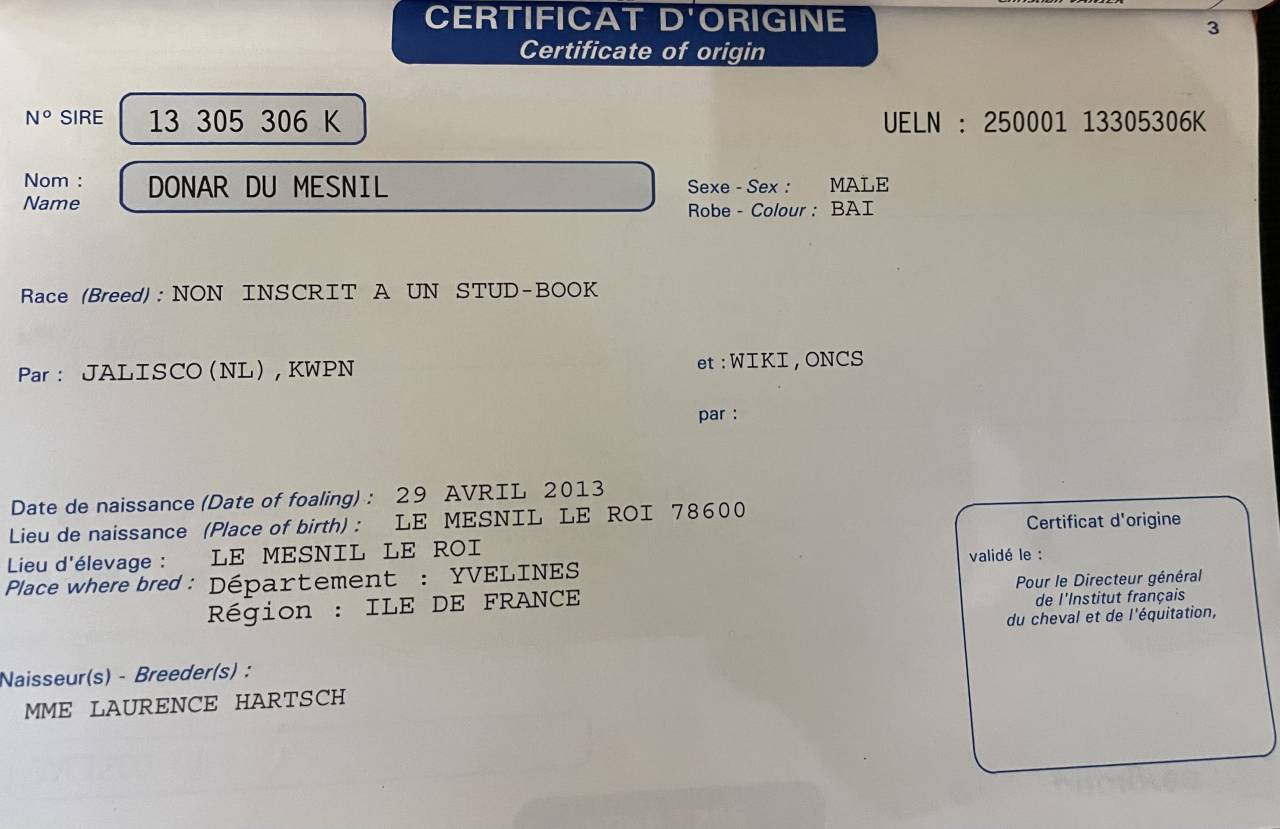 CERTIFICAT D'ORIGINE
Certificate of origin
3
N° SIRE 13 305 306 K
UELN : 250001 13305306K
Nom : DONAR DU MESNIL
Name
Sexe - Sex : MALE
Robe - Colour : BAI
Race (Breed) : NON INSCRIT A UN STUD-BOOK
Par : JALISCO(NL),KWPN
et : WIKI,ONCS
par :
Date de naissance (Date of foaling) : 29 AVRIL 2013
Lieu de naissance (Place of birth) : LE MESNIL LE ROI 78600
Lieu d'élevage : LE MESNIL LE ROI
Place where bred : Département : YVELINES
Région : ILE DE FRANCE
Naisseur(s) - Breeder(s) :
MME LAURENCE HARTSCH
Certificat d'origine
validé le :
Pour le Directeur général
de l'Institut français
du cheval et de l'équitation,